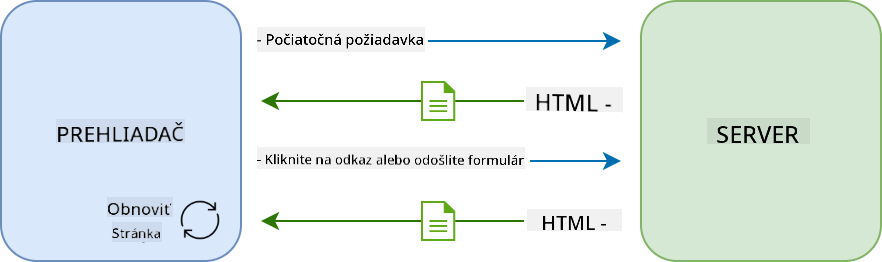 - Počiatočná požiadavka
HTML -
PREHLIADAČ
SERVER
- Kliknite na odkaz alebo odošlite formulár
Obnoviť
Stránka
HTML -